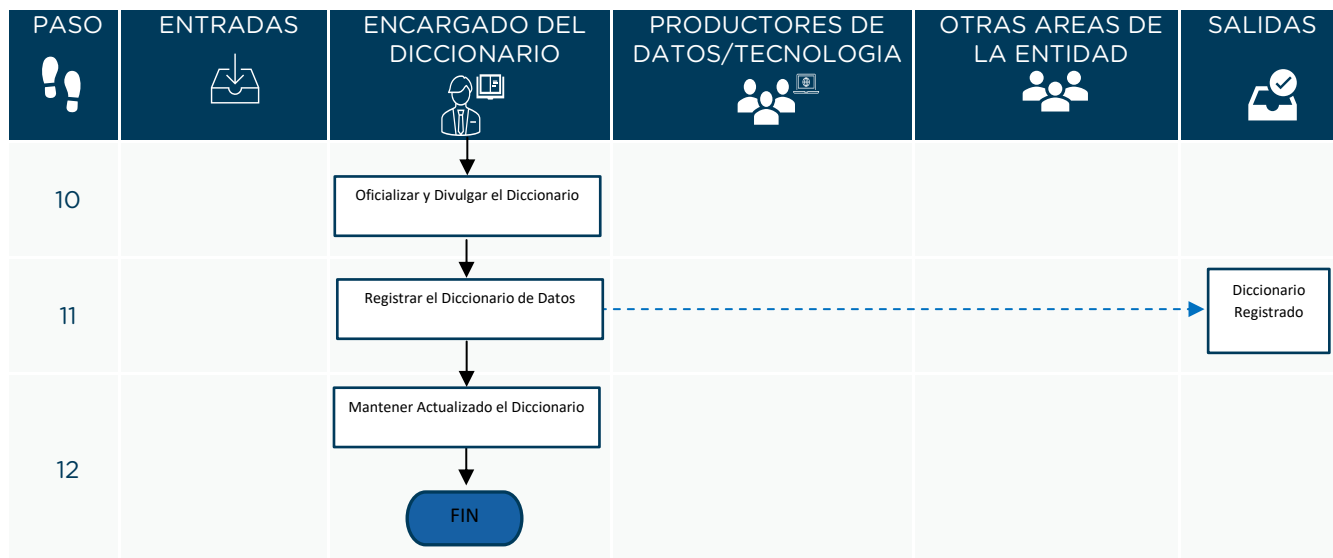 PASO
ENTRADAS
ENCARGADO DEL
DICCIONARIO
PRODUCTORES DE
DATOS/TECNOLOGIA
OTRAS AREAS DE
LA ENTIDAD
SALIDAS
10
Oficializar y Divulgar el Diccionario
11
Registrar el Diccionario de Datos
Diccionario
Registrado
12
Mantener Actualizado el Diccionario
FIN